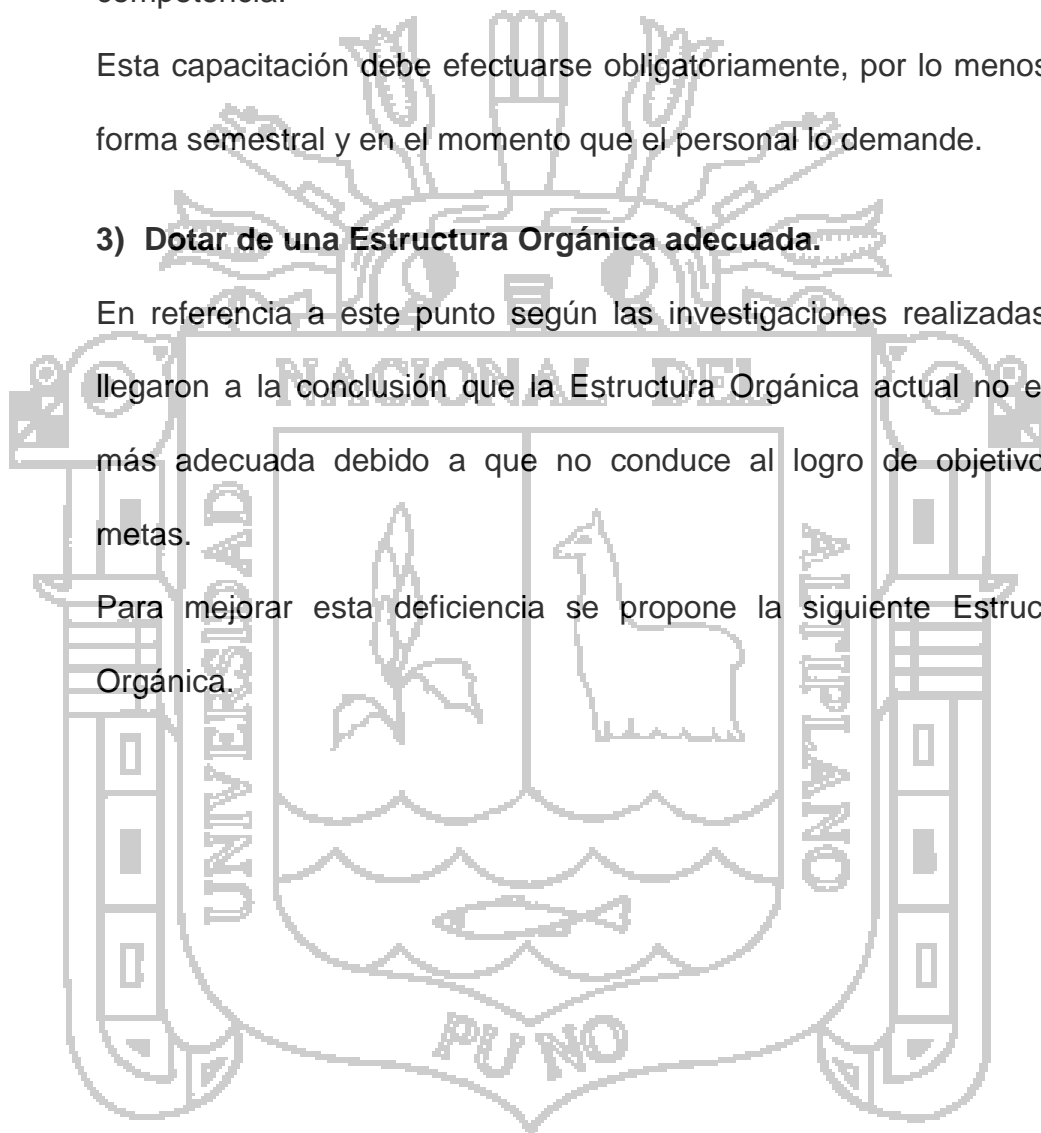 competencia.
Esta capacitación debe efectuarse obligatoriamente, por lo menos
forma semestral y en el momento que el personal lo demande.
3) Dotar de una Estructura Orgánica adecuada.
En referencia a este punto según las investigaciones realizadas
llegaron a la conclusión que la Estructura Orgánica actual no e
más adecuada debido a que no conduce al logro de objetivo
metas.
Para mejorar esta deficiencia se propone la siguiente Estruc
Orgánica.
UNIVERSIDAD
NACIONAL DEL
ALTIPLANO
PUNO